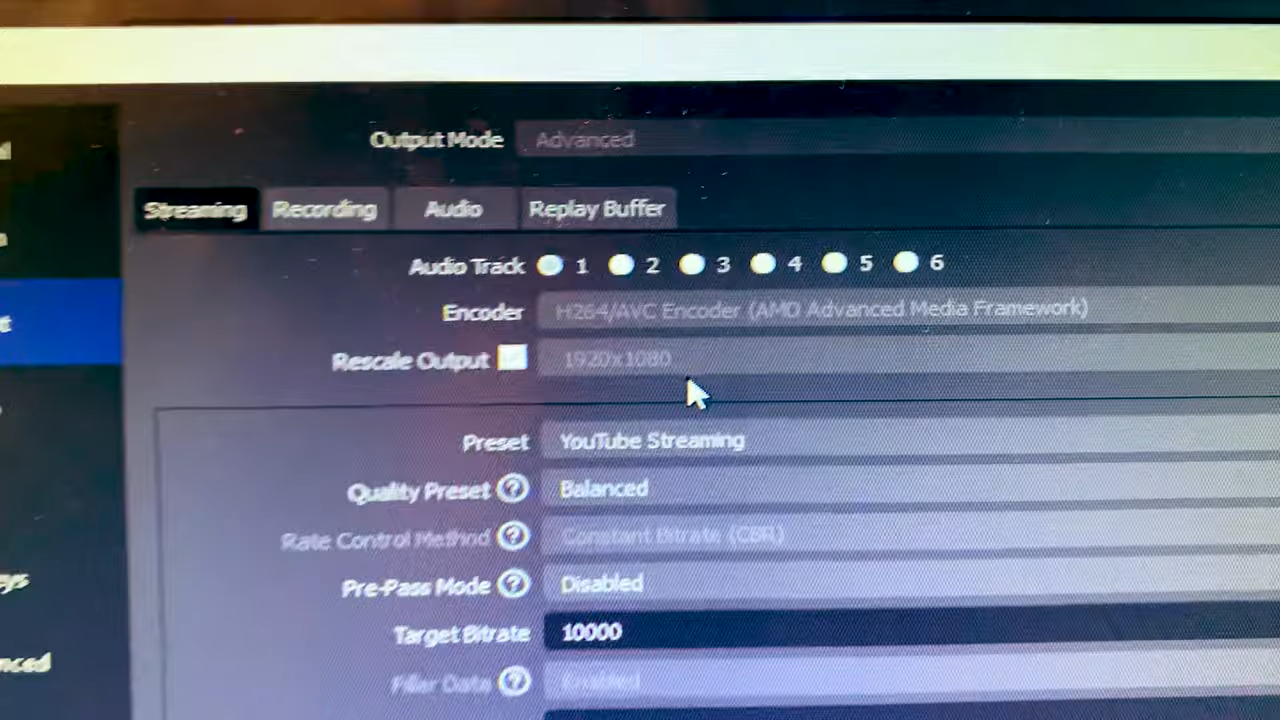 Output Mode Advanced
Streaming Recording Audio Replay Buffer
Audio Track 1 2 3 4 5 6
Encoder H264/AVC Encoder (AMD Advanced Media Framework)
Rescale Output 1920x1080
Preset YouTube Streaming
Quality Preset ? Balanced
Rate Control Method ? Constant Bitrate (CBR)
Pre-Pass Mode ? Disabled
eys
Target Bitrate 10000
nced
Filler Data ? Enabled